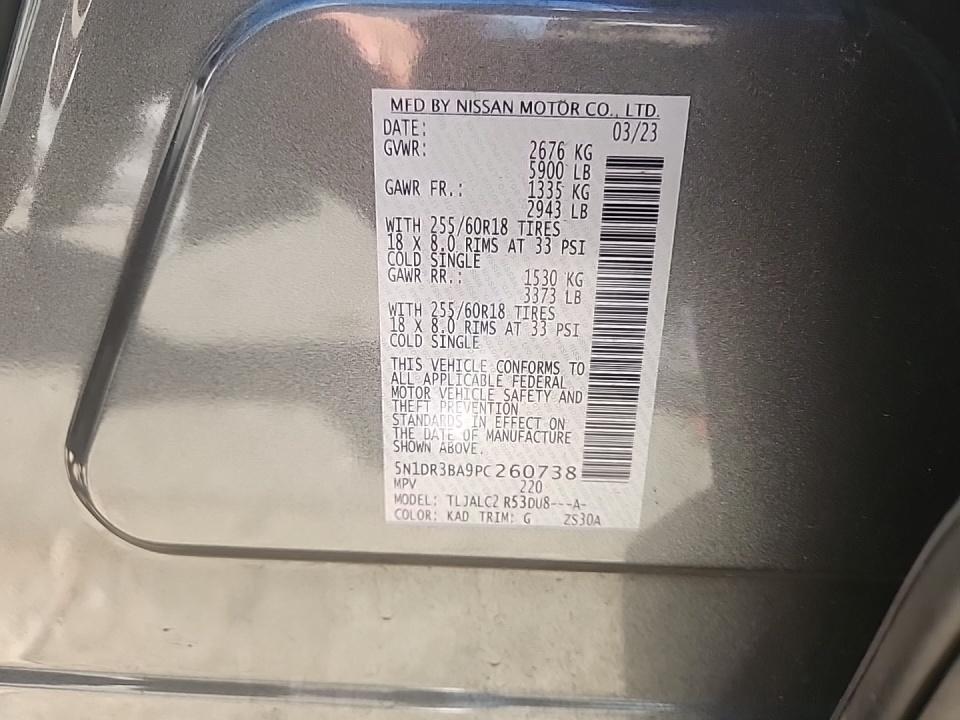 MFD BY NISSAN MOTOR CO., LTD.
DATE: 03/23
GVWR: 2676 KG
5900 LB
GAWR FR.: 1335 KG
2943 LB
WITH 255/60R18 TIRES
18 X 8.0 RIMS AT 33 PSI
COLD SINGLE
GAWR RR.: 1530 KG
3373 LB
WITH 255/60R18 TIRES
18 X 8.0 RIMS AT 33 PSI
COLD SINGLE
THIS VEHICLE CONFORMS TO
ALL APPLICABLE FEDERAL
MOTOR VEHICLE SAFETY AND
THEFT PREVENTION
STANDARDS IN EFFECT ON
THE DATE OF MANUFACTURE
SHOWN ABOVE.
5N1DR3BA9PC260738
MPV 220
MODEL: TLJALC2 R53DU8---A-
COLOR: KAD TRIM: G ZS30A